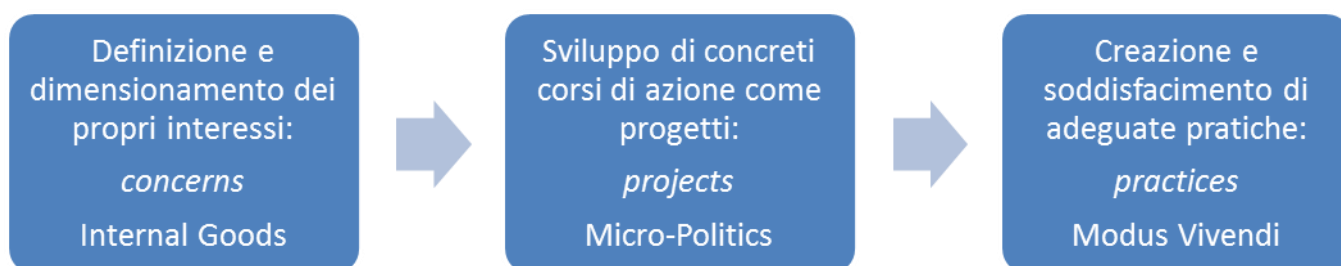 Definizione e
dimensionamento dei
propri interessi:
concerns
Internal Goods
Sviluppo di concreti
corsi di azione come
progetti:
projects
Micro-Politics
Creazione e
soddisfacimento di
adeguate pratiche:
practices
Modus Vivendi